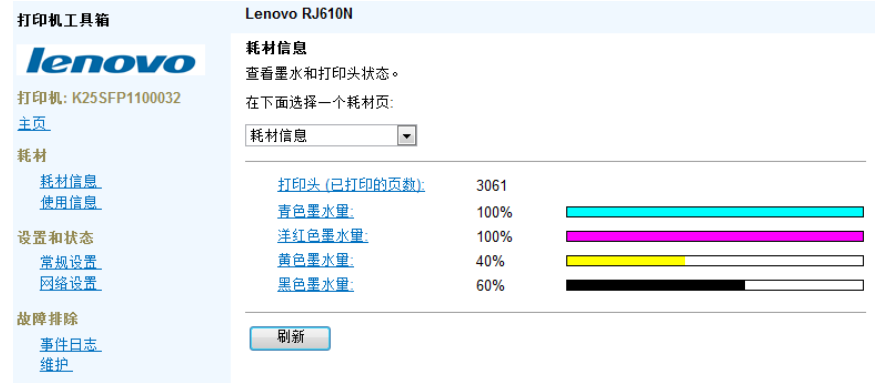 打印机工具箱
lenovo
打印机: K25SFP1100032
主页
耗材
耗材信息
使用信息
设置和状态
常规设置
网络设置
故障排除
事件日志
维护
Lenovo RJ610N
耗材信息
查看墨水和打印头状态。
在下面选择一个耗材页:
耗材信息
打印头 (已打印的页数): 3061
青色墨水量: 100%
洋红色墨水量: 100%
黄色墨水量: 40%
黑色墨水量: 60%
刷新